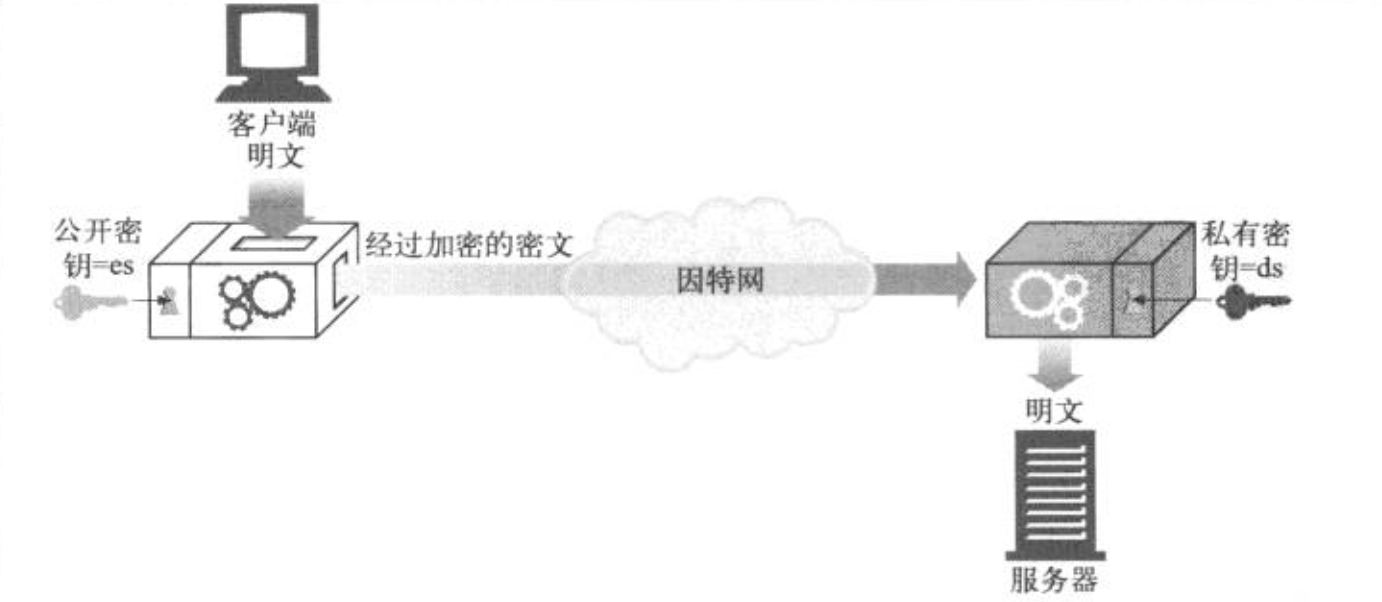 客户端
明文
公开密
钥=es
经过加密的密文
因特网
私有密
钥=ds
明文
服务器